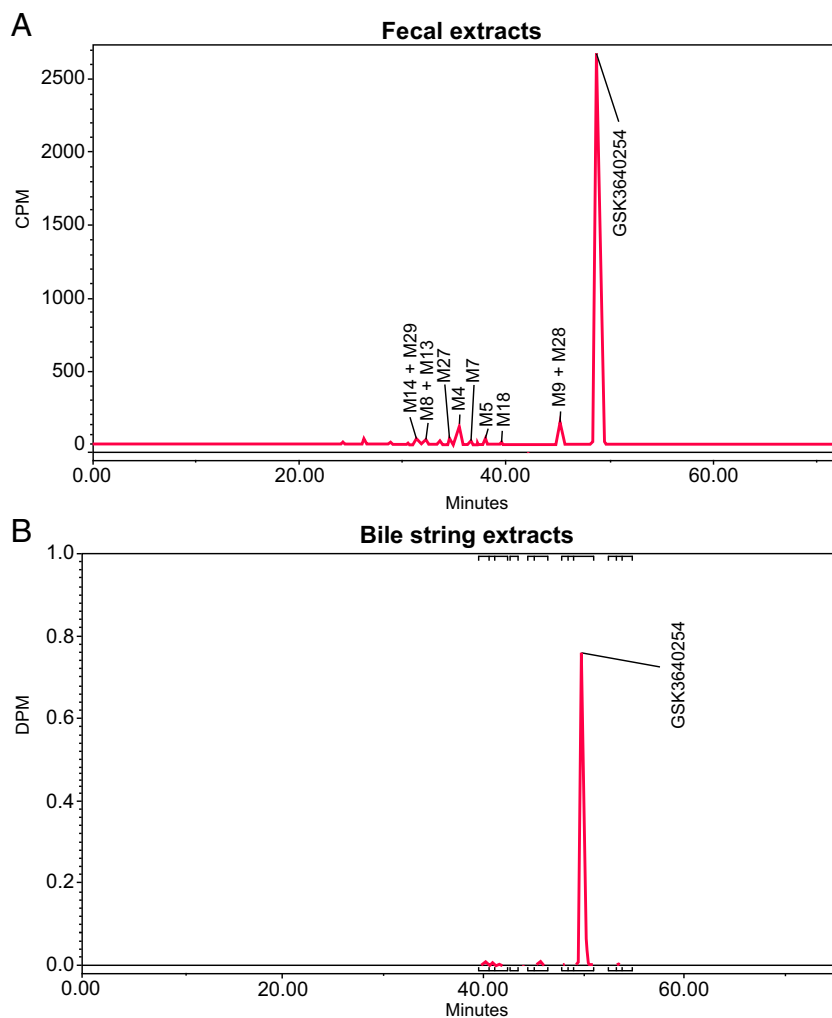 A
Fecal extracts
2500
2000
1500
1000
500
0
CPM
M14 + M29
M8 + M13
M27
M4
M7
M5
M18
M9 + M28
GSK3640254
0.00 20.00 40.00 60.00
Minutes
B
Bile string extracts
1.0
0.8
0.6
0.4
0.2
0.0
DPM
GSK3640254
0.00 20.00 40.00 60.00
Minutes